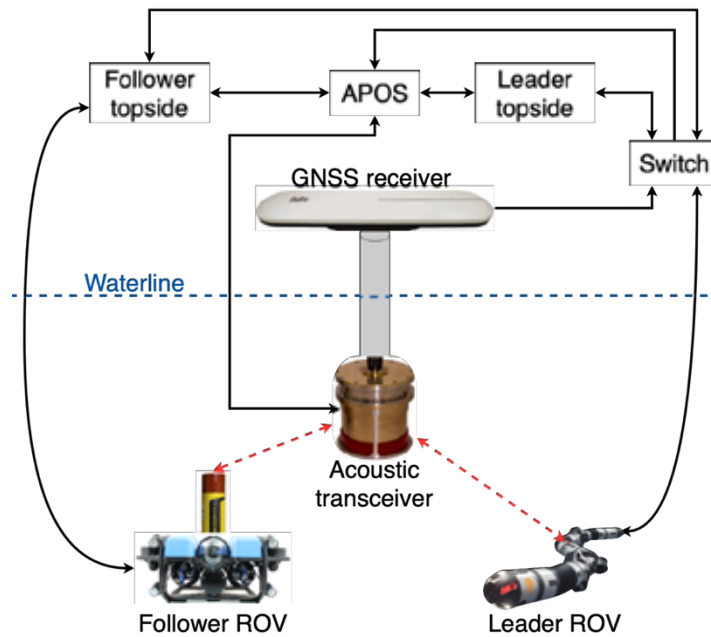 Follower
topside
APOS
Leader
topside
Switch
GNSS receiver
Waterline
Acoustic
transceiver
Follower ROV
Leader ROV